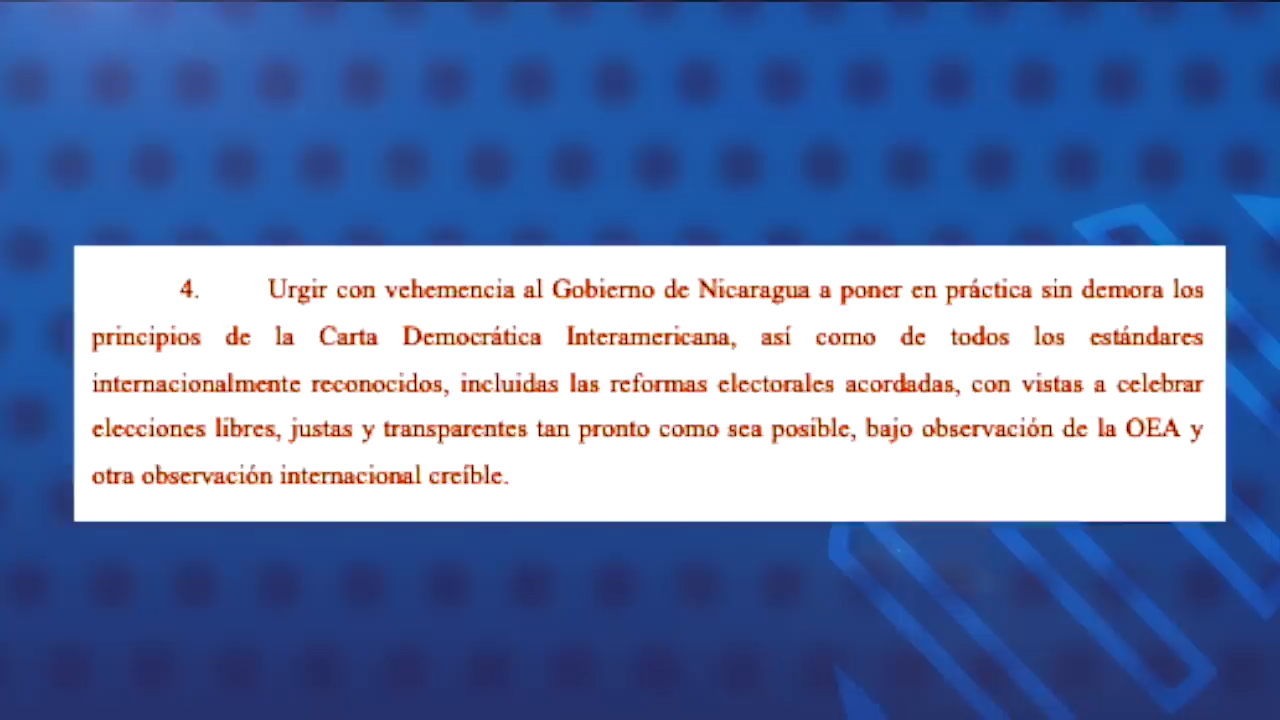 4. Urgir con vehemencia al Gobierno de Nicaragua a poner en práctica sin demora los
principios de la Carta Democrática Interamericana, así como de todos los estándares
internacionalmente reconocidos, incluidas las reformas electorales acordadas, con vistas a celebrar
elecciones libres, justas y transparentes tan pronto como sea posible, bajo observación de la OEA y
otra observación internacional creíble.